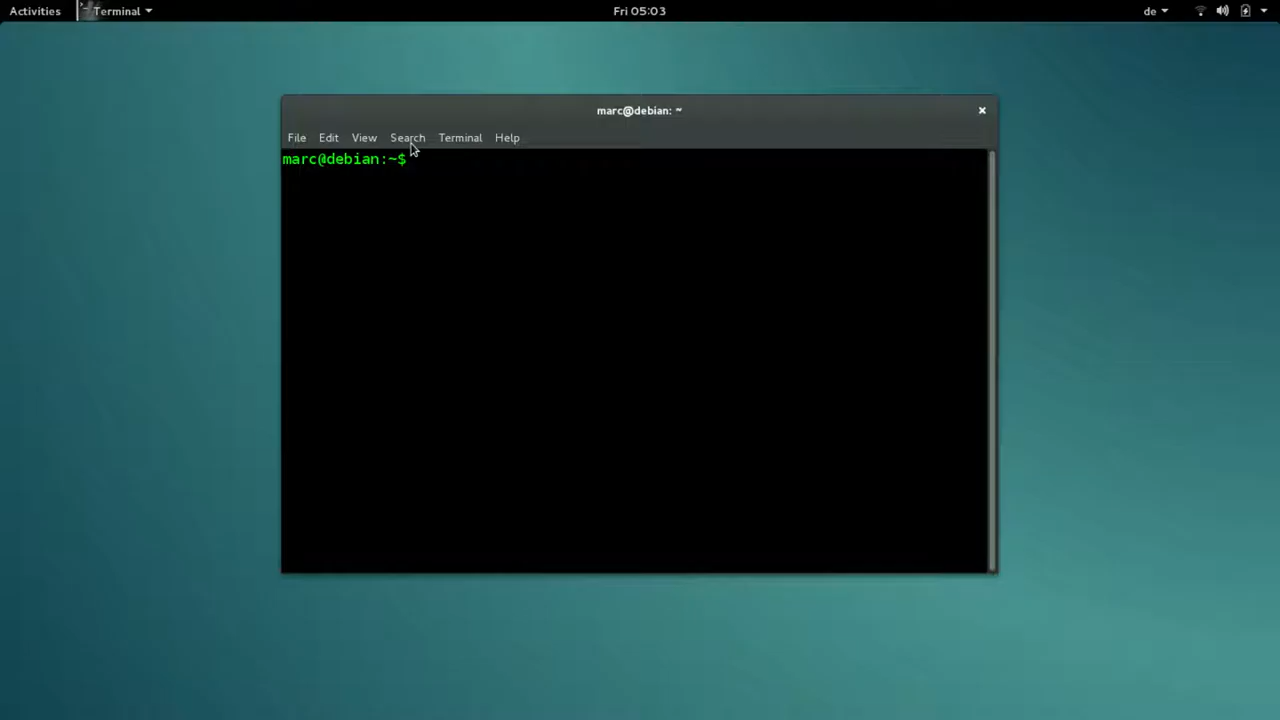 Activities Terminal Fri 05:03 de
marc@debian: ~
File Edit View Search Terminal Help
marc@debian:~$